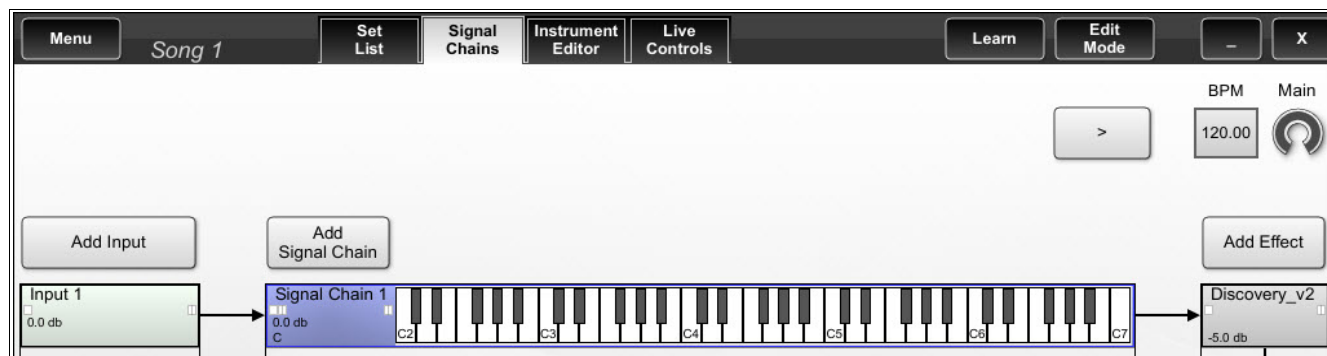 Menu
Song 1
Set
List
Signal
Chains
Instrument
Editor
Live
Controls
Learn
Edit
Mode
_
X
BPM
Main
>
120.00
Add Input
Add
Signal Chain
Add Effect
Input 1
0.0 db
Signal Chain 1
0.0 db
C
C2
C3
C4
C5
C6
C7
Discovery_v2
-5.0 db